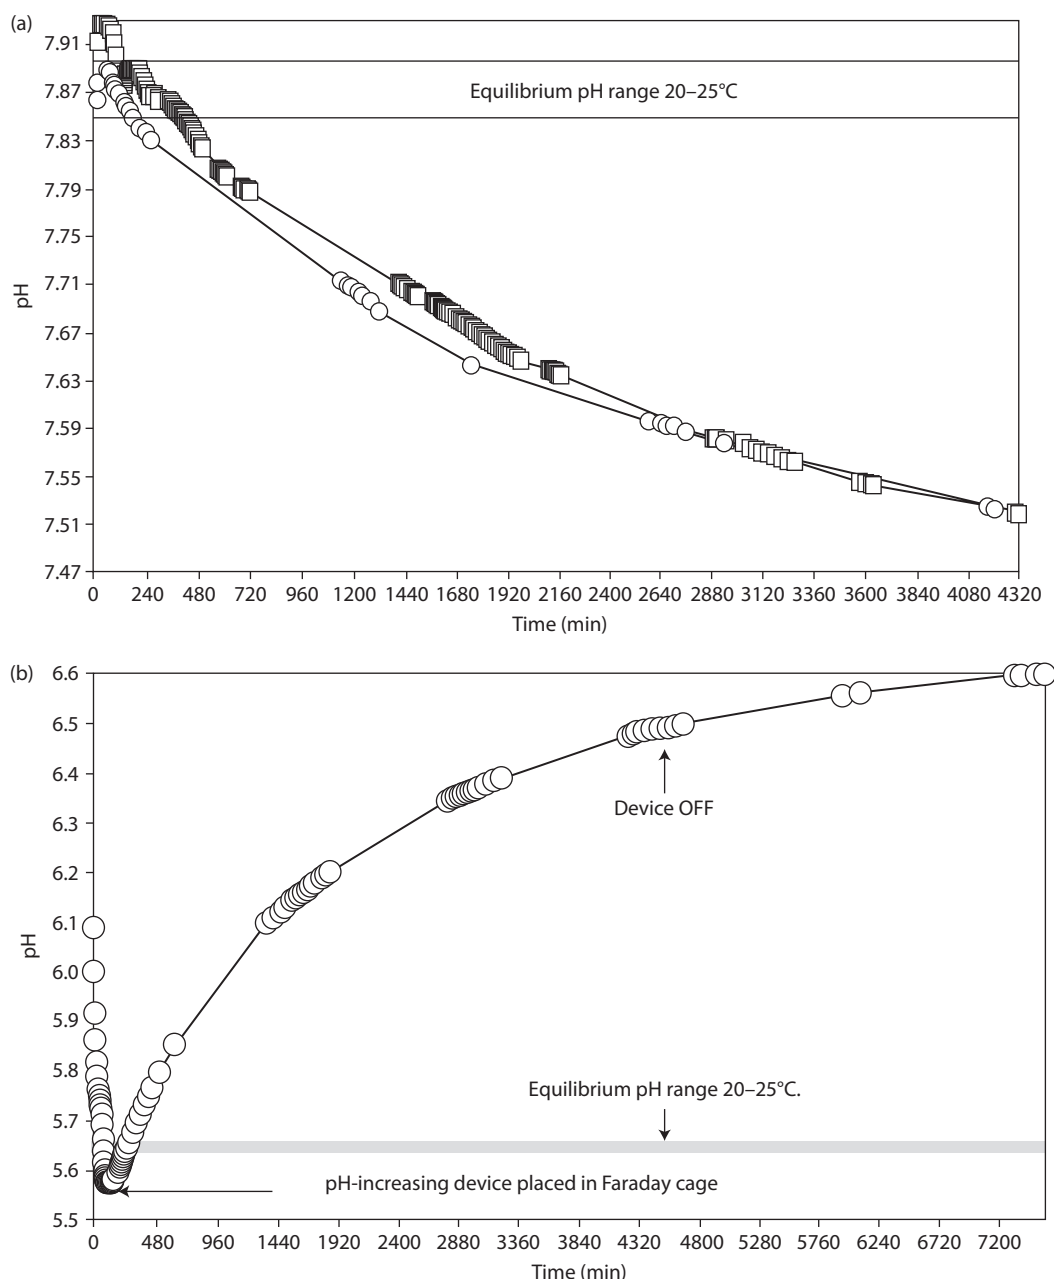 (a)
7.91
7.87
7.83
7.79
7.75
7.71
7.67
7.63
7.59
7.55
7.51
7.47
pH
Equilibrium pH range 20–25°C
0 240 480 720 960 1200 1440 1680 1920 2160 2400 2640 2880 3120 3360 3600 3840 4080 4320
Time (min)
(b)
6.6
6.5
6.4
6.3
6.2
6.1
6.0
5.9
5.8
5.7
5.6
5.5
pH
Device OFF
Equilibrium pH range 20–25°C.
pH-increasing device placed in Faraday cage
0 480 960 1440 1920 2400 2880 3360 3840 4320 4800 5280 5760 6240 6720 7200
Time (min)